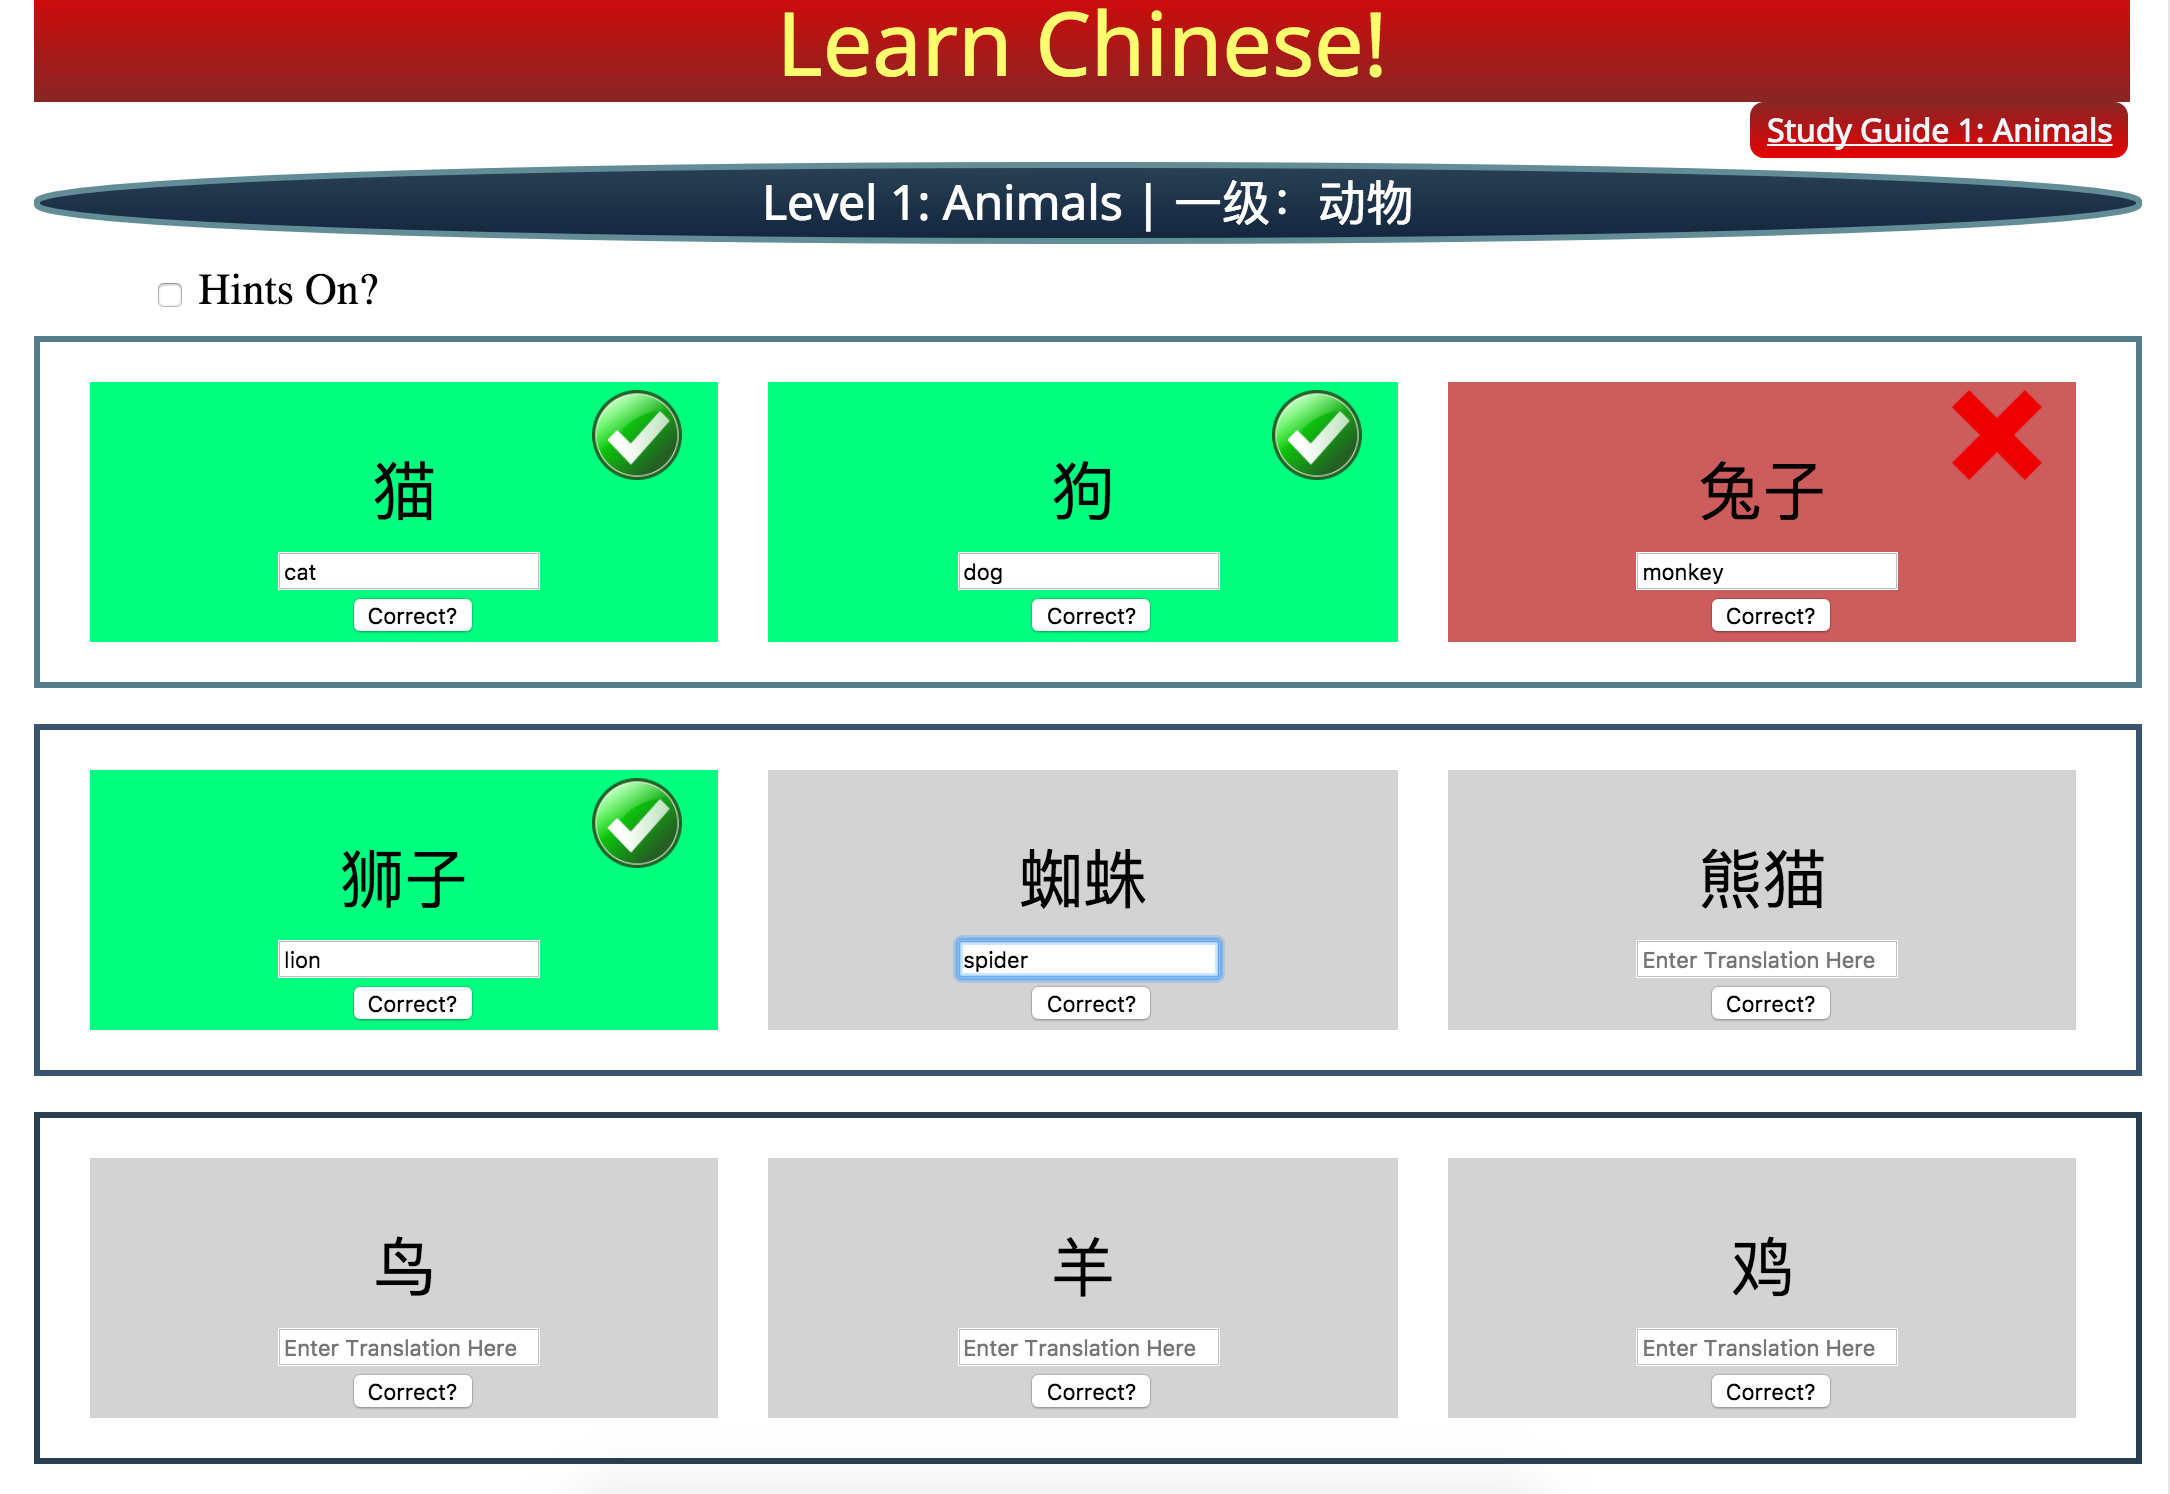 Learn Chinese!
Study Guide 1: Animals
Level 1: Animals | 一级：动物
Hints On?
猫 狗 兔子
cat dog monkey
Correct? Correct? Correct?
狮子 蜘蛛 熊猫
lion spider Enter Translation Here
Correct? Correct? Correct?
鸟 羊 鸡
Enter Translation Here Enter Translation Here Enter Translation Here
Correct? Correct? Correct?